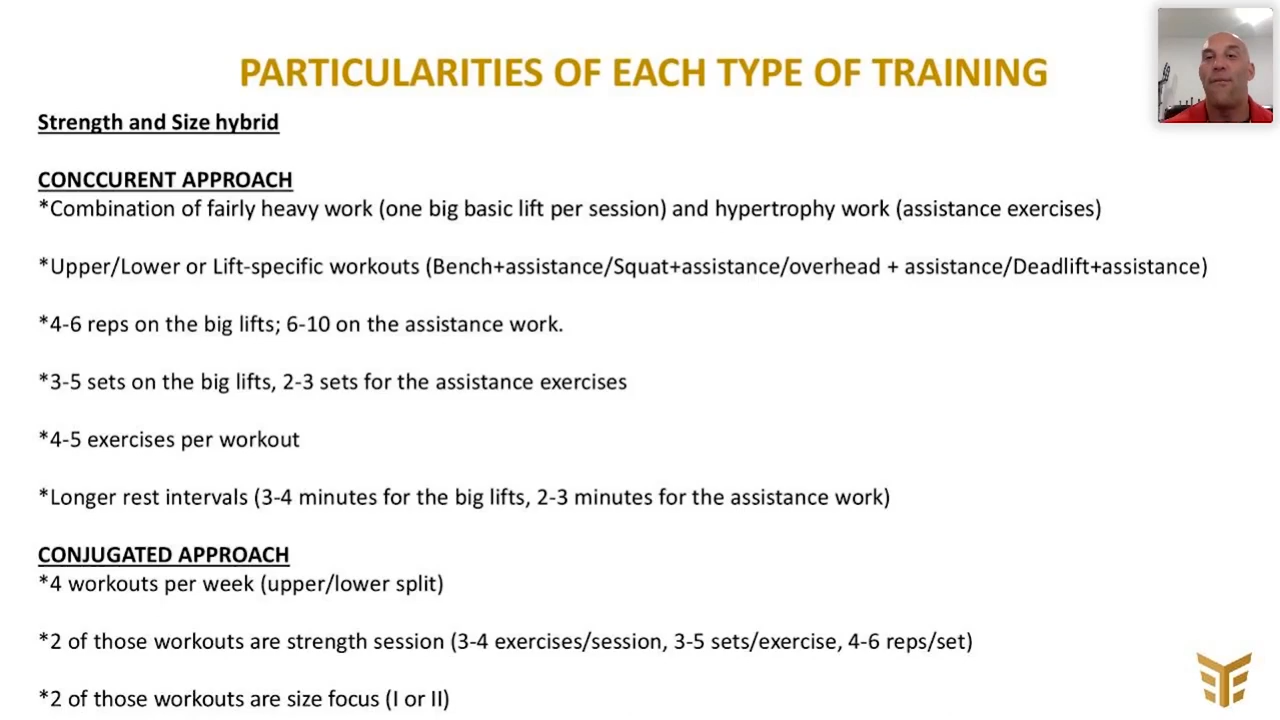 PARTICULARITIES OF EACH TYPE OF TRAINING
Strength and Size hybrid
CONCCURENT APPROACH
*Combination of fairly heavy work (one big basic lift per session) and hypertrophy work (assistance exercises)
*Upper/Lower or Lift-specific workouts (Bench+assistance/Squat+assistance/overhead + assistance/Deadlift+assistance)
*4-6 reps on the big lifts; 6-10 on the assistance work.
*3-5 sets on the big lifts, 2-3 sets for the assistance exercises
*4-5 exercises per workout
*Longer rest intervals (3-4 minutes for the big lifts, 2-3 minutes for the assistance work)
CONJUGATED APPROACH
*4 workouts per week (upper/lower split)
*2 of those workouts are strength session (3-4 exercises/session, 3-5 sets/exercise, 4-6 reps/set)
*2 of those workouts are size focus (I or II)